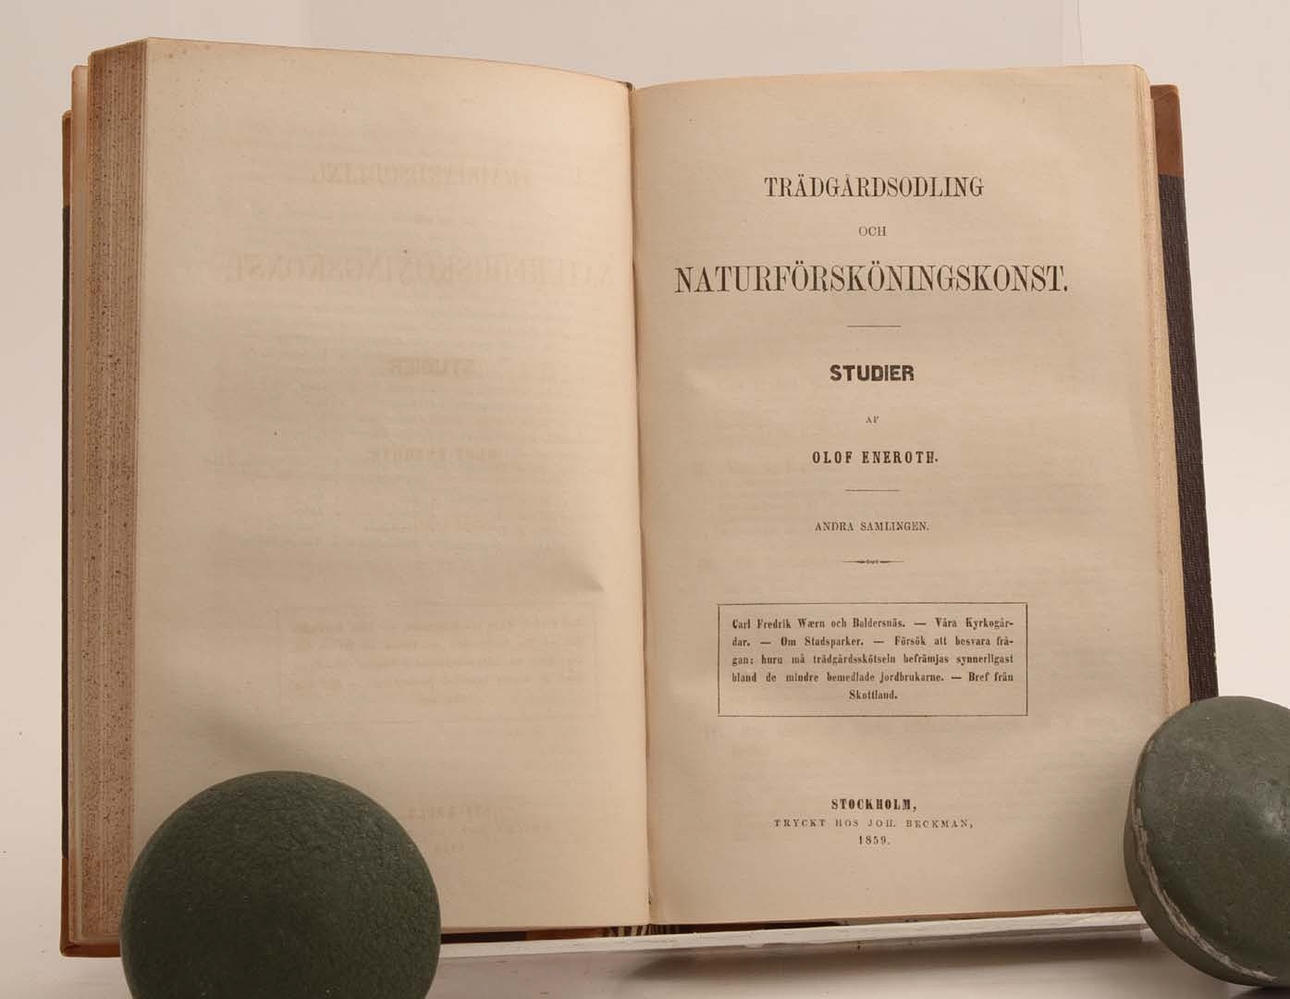 TRÄDGÅRDSODLING
OCH
NATURFÖRSKÖNINGSKONST.
STUDIER
AF
OLOF ENEROTH.
ANDRA SAMLINGEN.
Carl Fredrik Wærn och Baldersnäs. — Våra Kyrkogår-
dar. — Om Stadsparker. — Försök att besvara frå-
gan: huru må trädgårdsskötseln befrämjas synnerligast
bland de mindre bemedlade jordbrukarne. — Bref från
Skottland.
STOCKHOLM,
TRYCKT HOS JOH. BECKMAN,
1859.